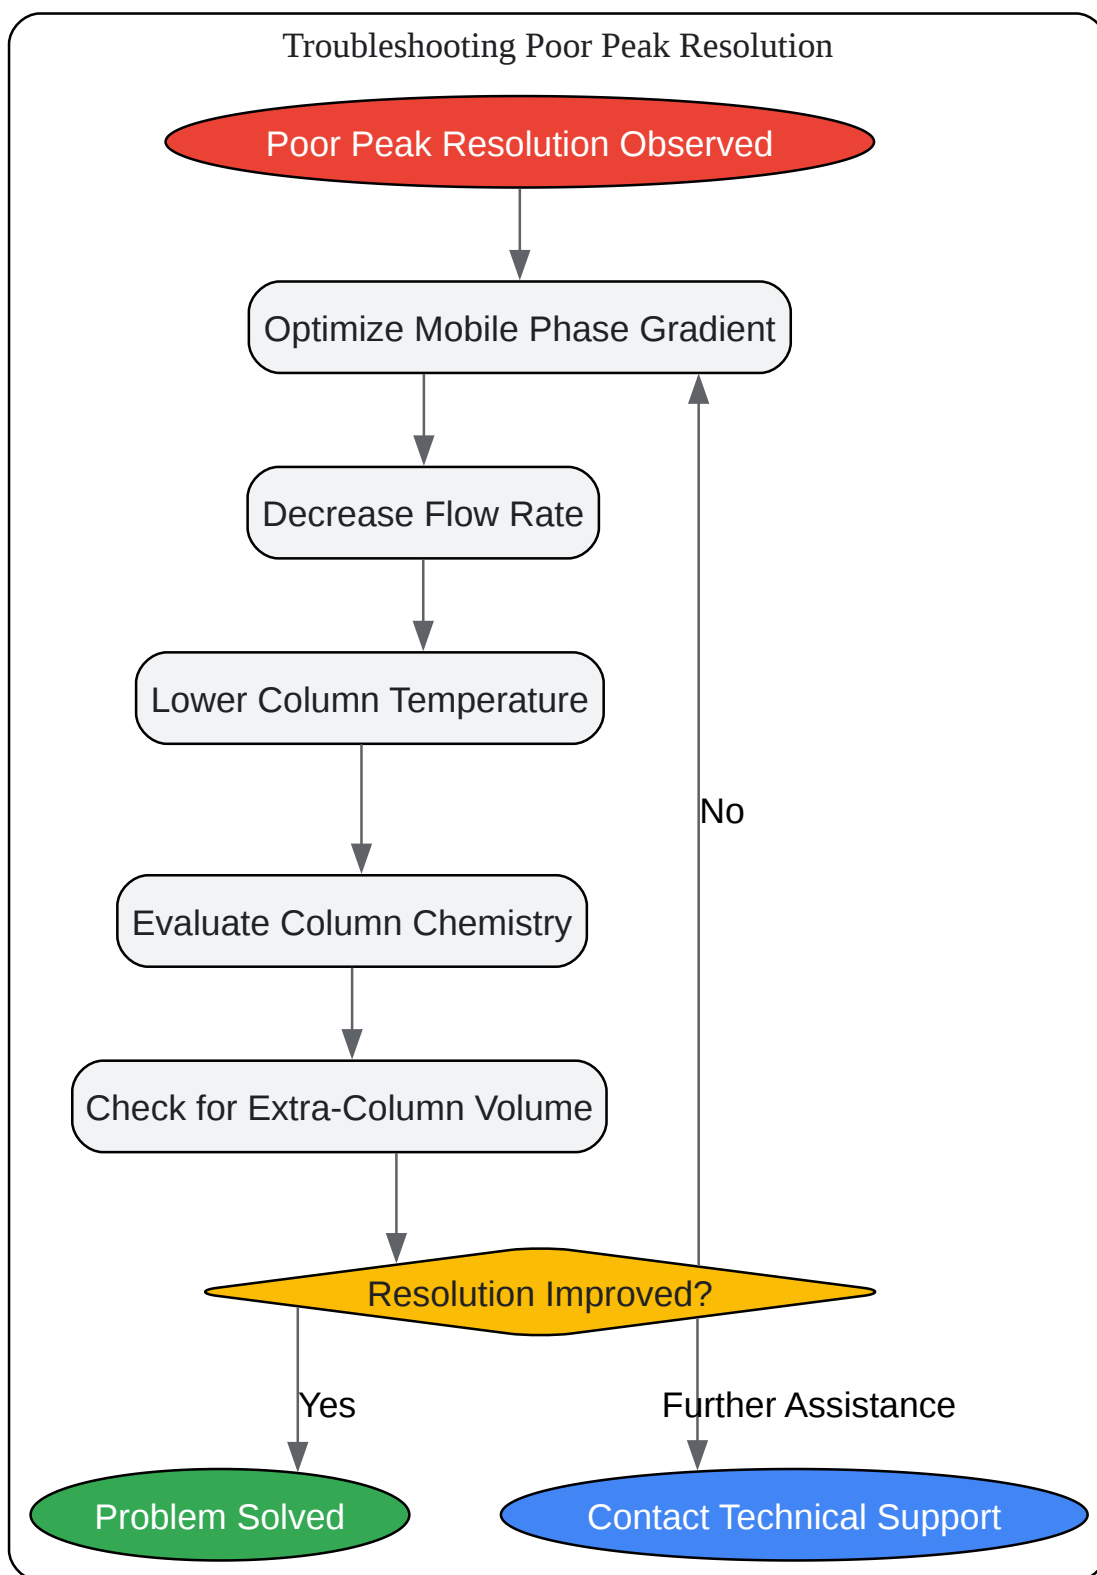 Troubleshooting Poor Peak Resolution
Poor Peak Resolution Observed
Optimize Mobile Phase Gradient
Decrease Flow Rate
Lower Column Temperature
No
Evaluate Column Chemistry
Check for Extra-Column Volume
Resolution Improved?
Yes
Further Assistance
Problem Solved
Contact Technical Support